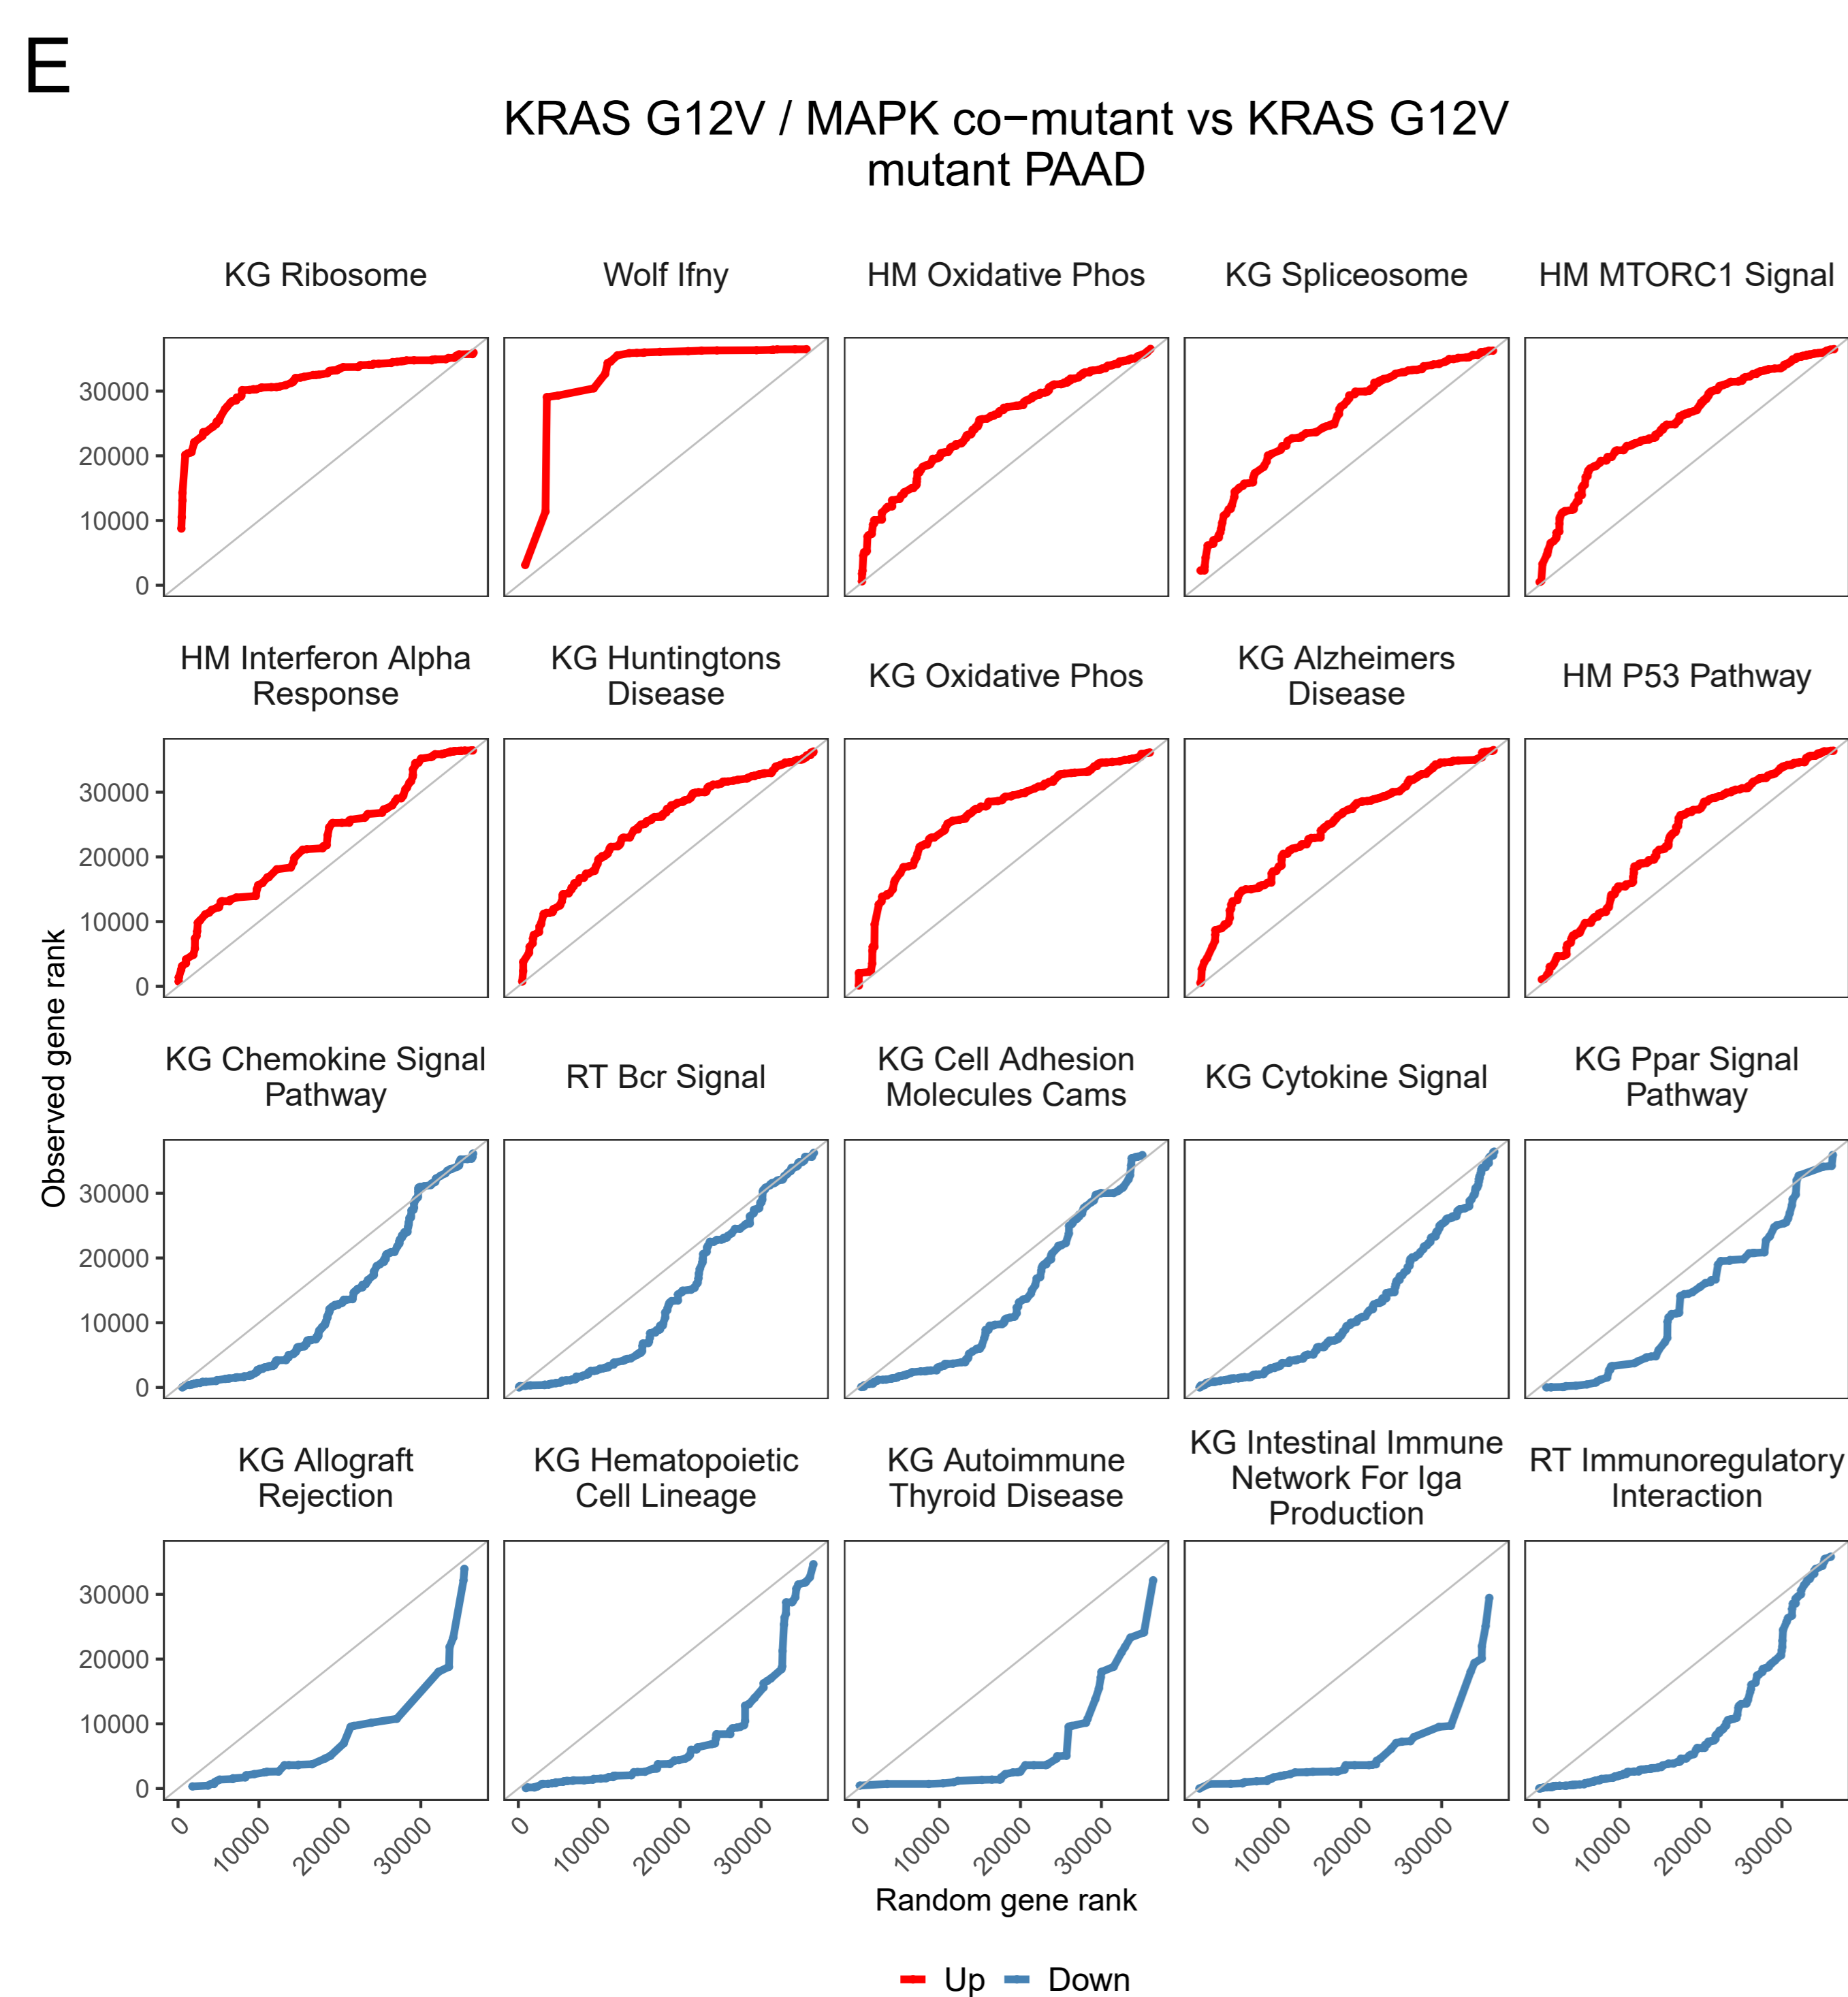 E
KRAS G12V / MAPK co−mutant vs KRAS G12V
mutant PAAD
KG Ribosome
Wolf Ifny
HM Oxidative Phos
KG Spliceosome
HM MTORC1 Signal
30000
20000
10000
0
HM Interferon Alpha
Response
KG Huntingtons
Disease
KG Oxidative Phos
KG Alzheimers
Disease
HM P53 Pathway
30000
20000
10000
0
Observed gene rank
KG Chemokine Signal
Pathway
RT Bcr Signal
KG Cell Adhesion
Molecules Cams
KG Cytokine Signal
KG Ppar Signal
Pathway
30000
20000
10000
0
KG Allograft
Rejection
KG Hematopoietic
Cell Lineage
KG Autoimmune
Thyroid Disease
KG Intestinal Immune
Network For Iga
Production
RT Immunoregulatory
Interaction
30000
20000
10000
0
0 10000 20000 30000
0 10000 20000 30000
0 10000 20000 30000
0 10000 20000 30000
0 10000 20000 30000
Random gene rank
Up Down